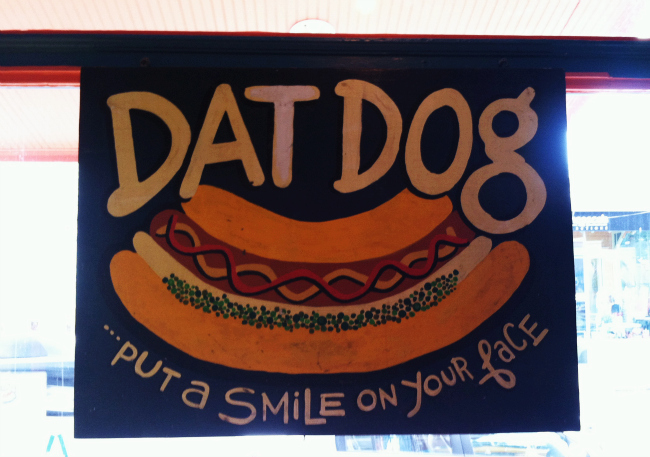 DAT DOg
...PUT a SMiLE ON YOUR faCE